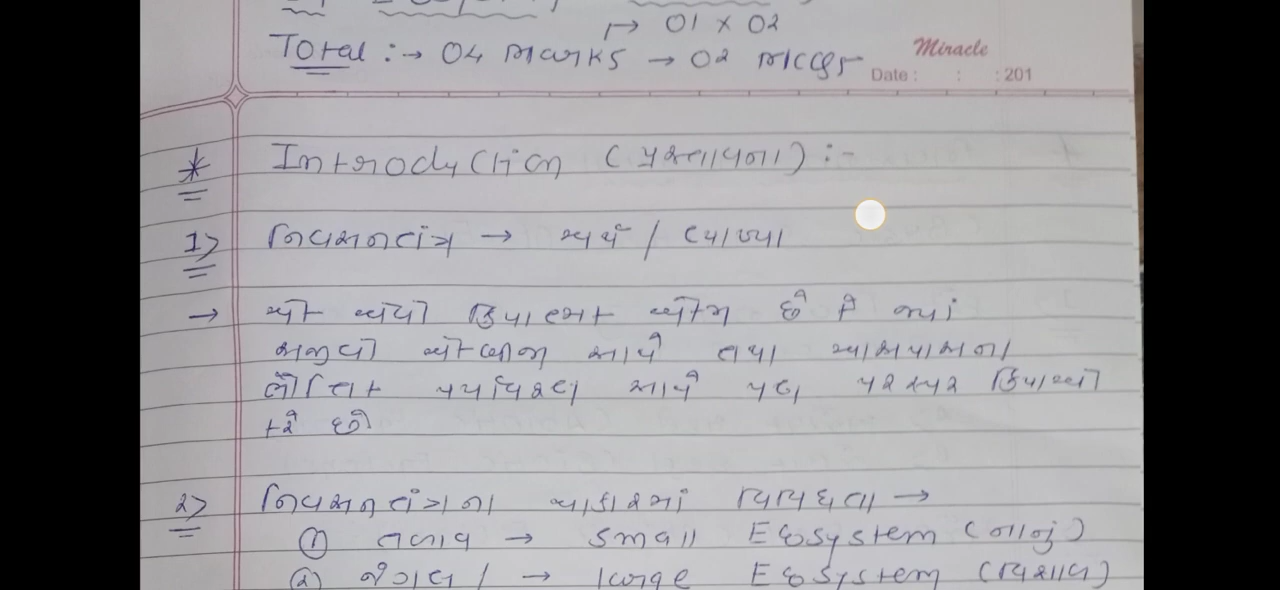 → 01 x 02
Total :→ 04 marks → 02 MCQs
Miracle
Date : : : 201
* Introduction (પ્રસ્તાવના) :-
1> નિવસનતંત્ર → અર્થ / વ્યાખ્યા
→ એક એવો ક્રિયાત્મક એકમ છે કે જ્યાં
સજીવો એકબીજા સાથે તથા આસપાસના
ભૌતિક પર્યાવરણ સાથે પણ પરસ્પર ક્રિયાઓ
કરે છે
2> નિવસનતંત્રના આકારમાં વિવિધતા →
① તળાવ → Small Ecosystem (નાનું)
② જંગલ / → large Ecosystem (વિશાળ)